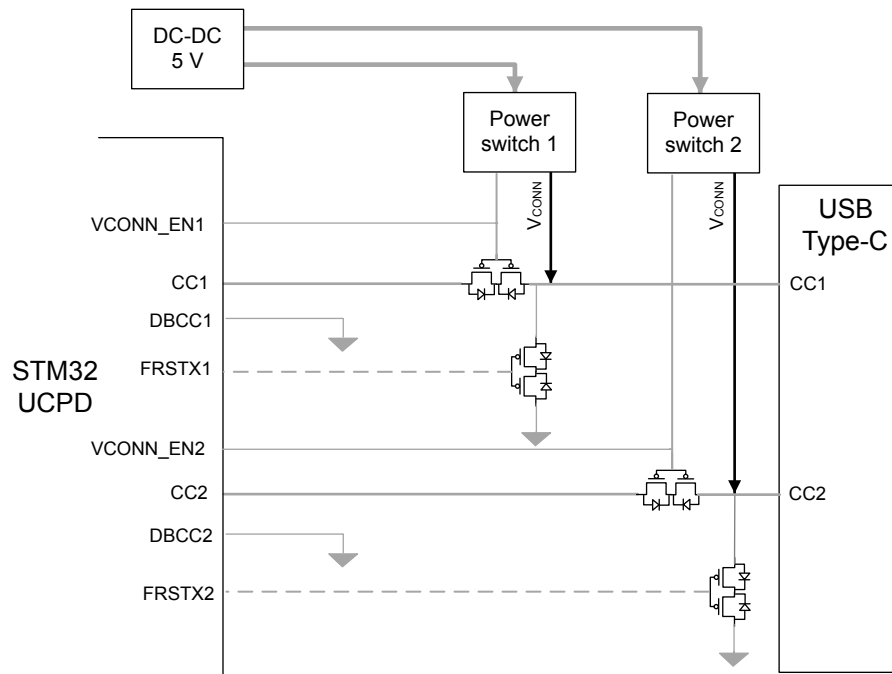 DC-DC
5 V
Power
switch 1
Power
switch 2
VCONN
VCONN
USB
Type-C
VCONN_EN1
CC1
CC1
DBCC1
FRSTX1
STM32
UCPD
VCONN_EN2
CC2
CC2
DBCC2
FRSTX2